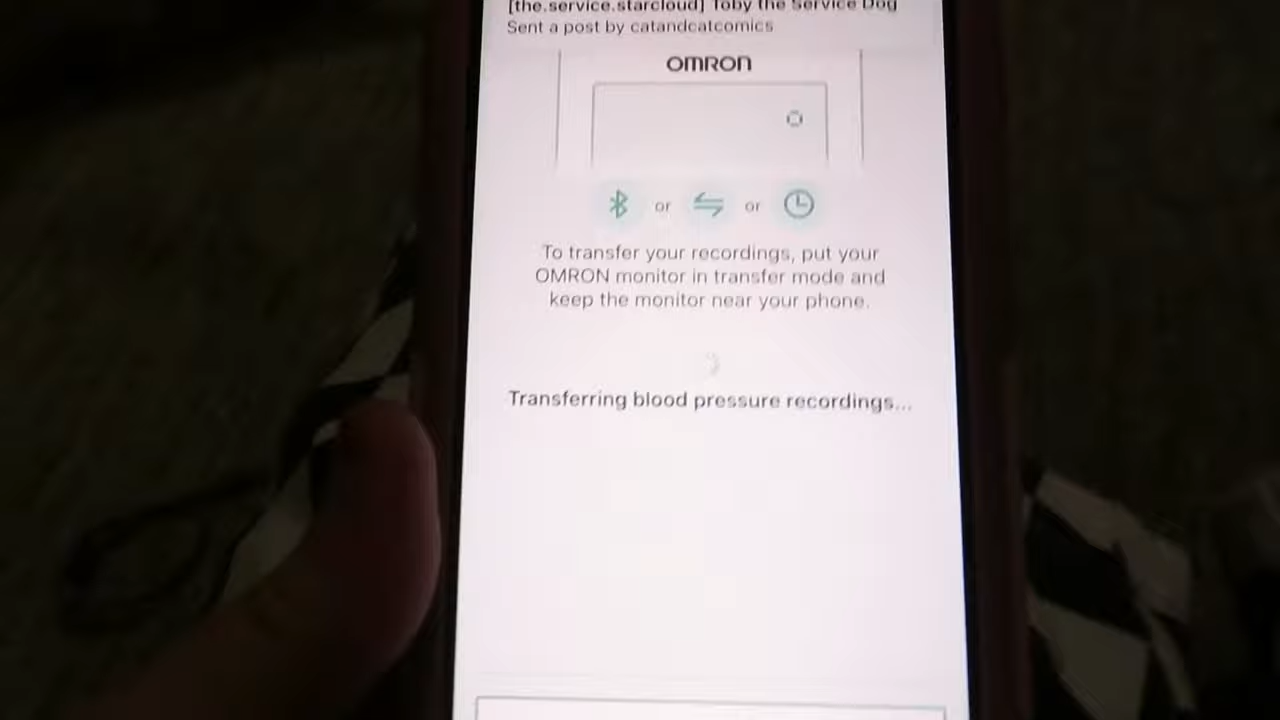 [the.service.starcloud] Toby the Service Dog
Sent a post by catandcatcomics
OMRON
or or
To transfer your recordings, put your
OMRON monitor in transfer mode and
keep the monitor near your phone.
Transferring blood pressure recordings...